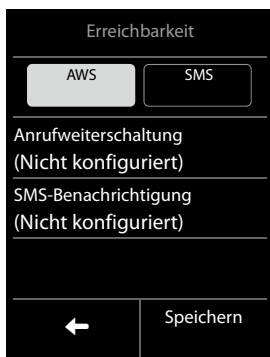 Erreichbarkeit
AWS SMS
Anrufweiterschaltung
(Nicht konfiguriert)
SMS-Benachrichtigung
(Nicht konfiguriert)
Speichern